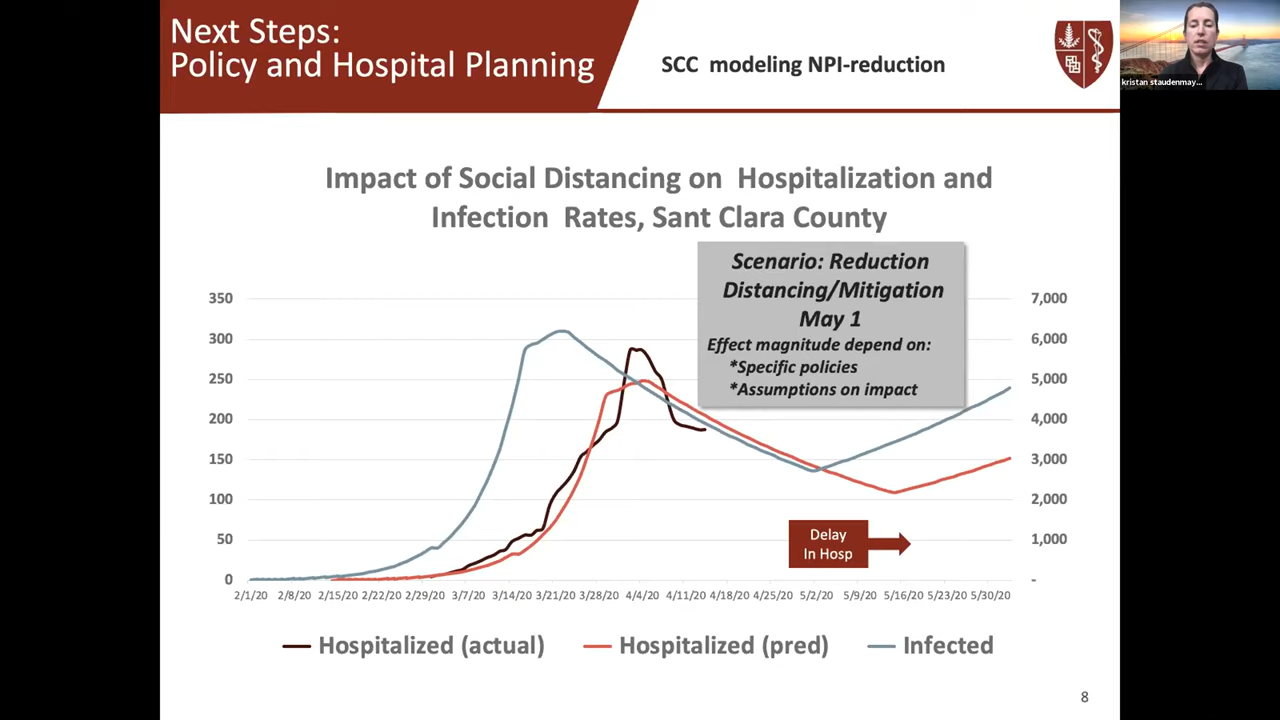 Next Steps:
Policy and Hospital Planning
SCC modeling NPI-reduction
kristan staudenmay...
Impact of Social Distancing on Hospitalization and
Infection Rates, Sant Clara County
Scenario: Reduction
Distancing/Mitigation
May 1
Effect magnitude depend on:
*Specific policies
*Assumptions on impact
350
300
250
200
150
100
50
0
7,000
6,000
5,000
4,000
3,000
2,000
1,000
-
Delay
In Hosp
2/1/20 2/8/20 2/15/20 2/22/20 2/29/20 3/7/20 3/14/20 3/21/20 3/28/20 4/4/20 4/11/20 4/18/20 4/25/20 5/2/20 5/9/20 5/16/20 5/23/20 5/30/20
Hospitalized (actual) Hospitalized (pred) Infected
8